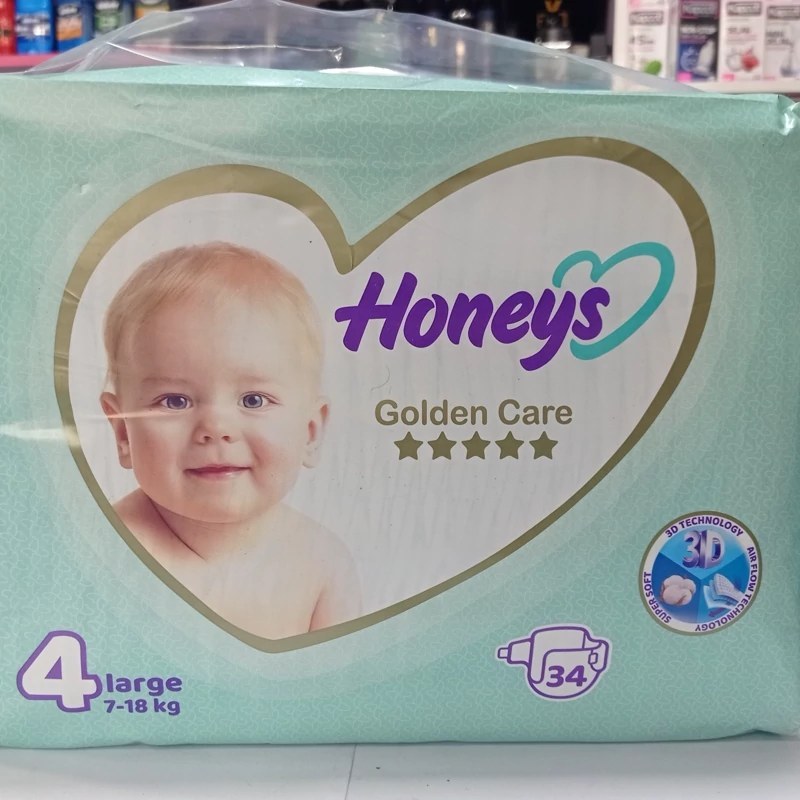 Honeys
Golden Care
3D TECHNOLOGY
3D
AIR FLOW TECHNOLOGY
SUPER SOFT
4 large
7-18 kg
34